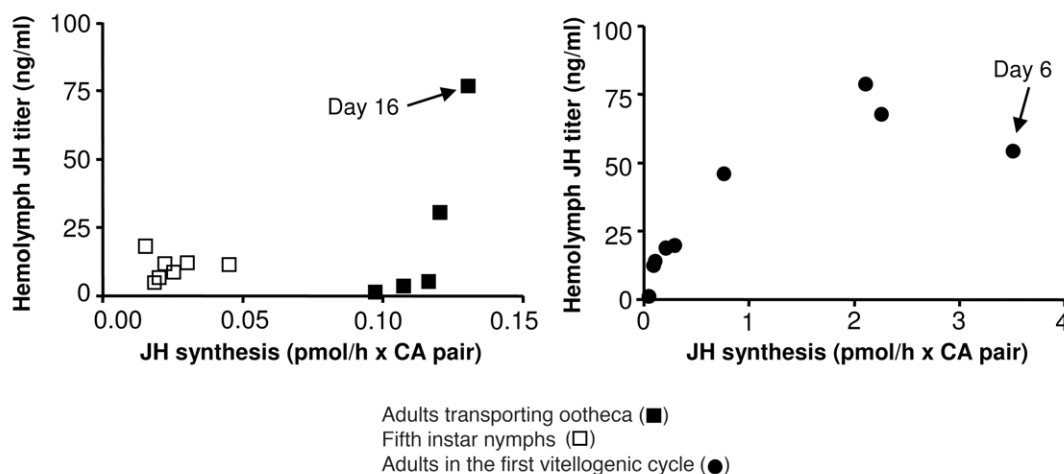 Hemolymph JH titer (ng/ml)
100
75
50
25
0
Day 16
0.00
0.05
0.10
0.15
JH synthesis (pmol/h x CA pair)
Hemolymph JH titer (ng/ml)
100
75
50
25
0
Day 6
0
1
2
3
4
JH synthesis (pmol/h x CA pair)
Adults transporting ootheca (■)
Fifth instar nymphs (□)
Adults in the first vitellogenic cycle (●)